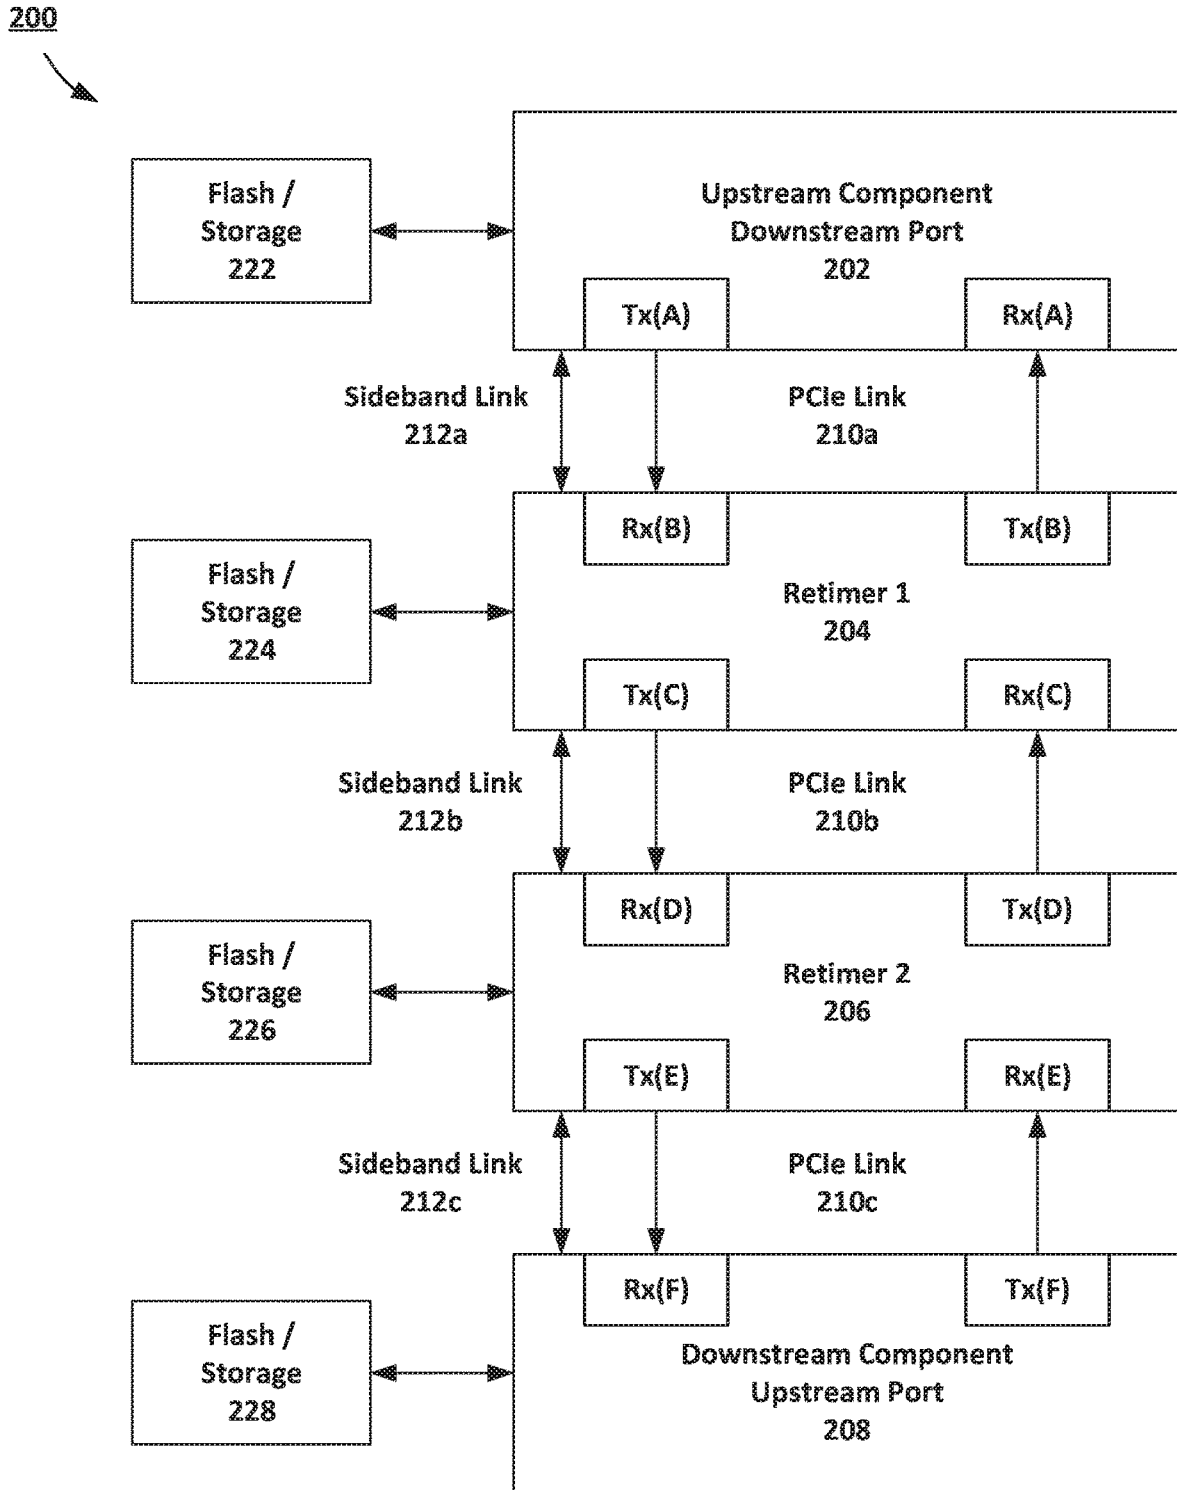 200
Flash /
Storage
222
Upstream Component
Downstream Port
202
Tx(A)
Rx(A)
Sideband Link
212a
PCIe Link
210a
Rx(B)
Tx(B)
Flash /
Storage
224
Retimer 1
204
Tx(C)
Rx(C)
Sideband Link
212b
PCIe Link
210b
Rx(D)
Tx(D)
Flash /
Storage
226
Retimer 2
206
Tx(E)
Rx(E)
Sideband Link
212c
PCIe Link
210c
Rx(F)
Tx(F)
Flash /
Storage
228
Downstream Component
Upstream Port
208